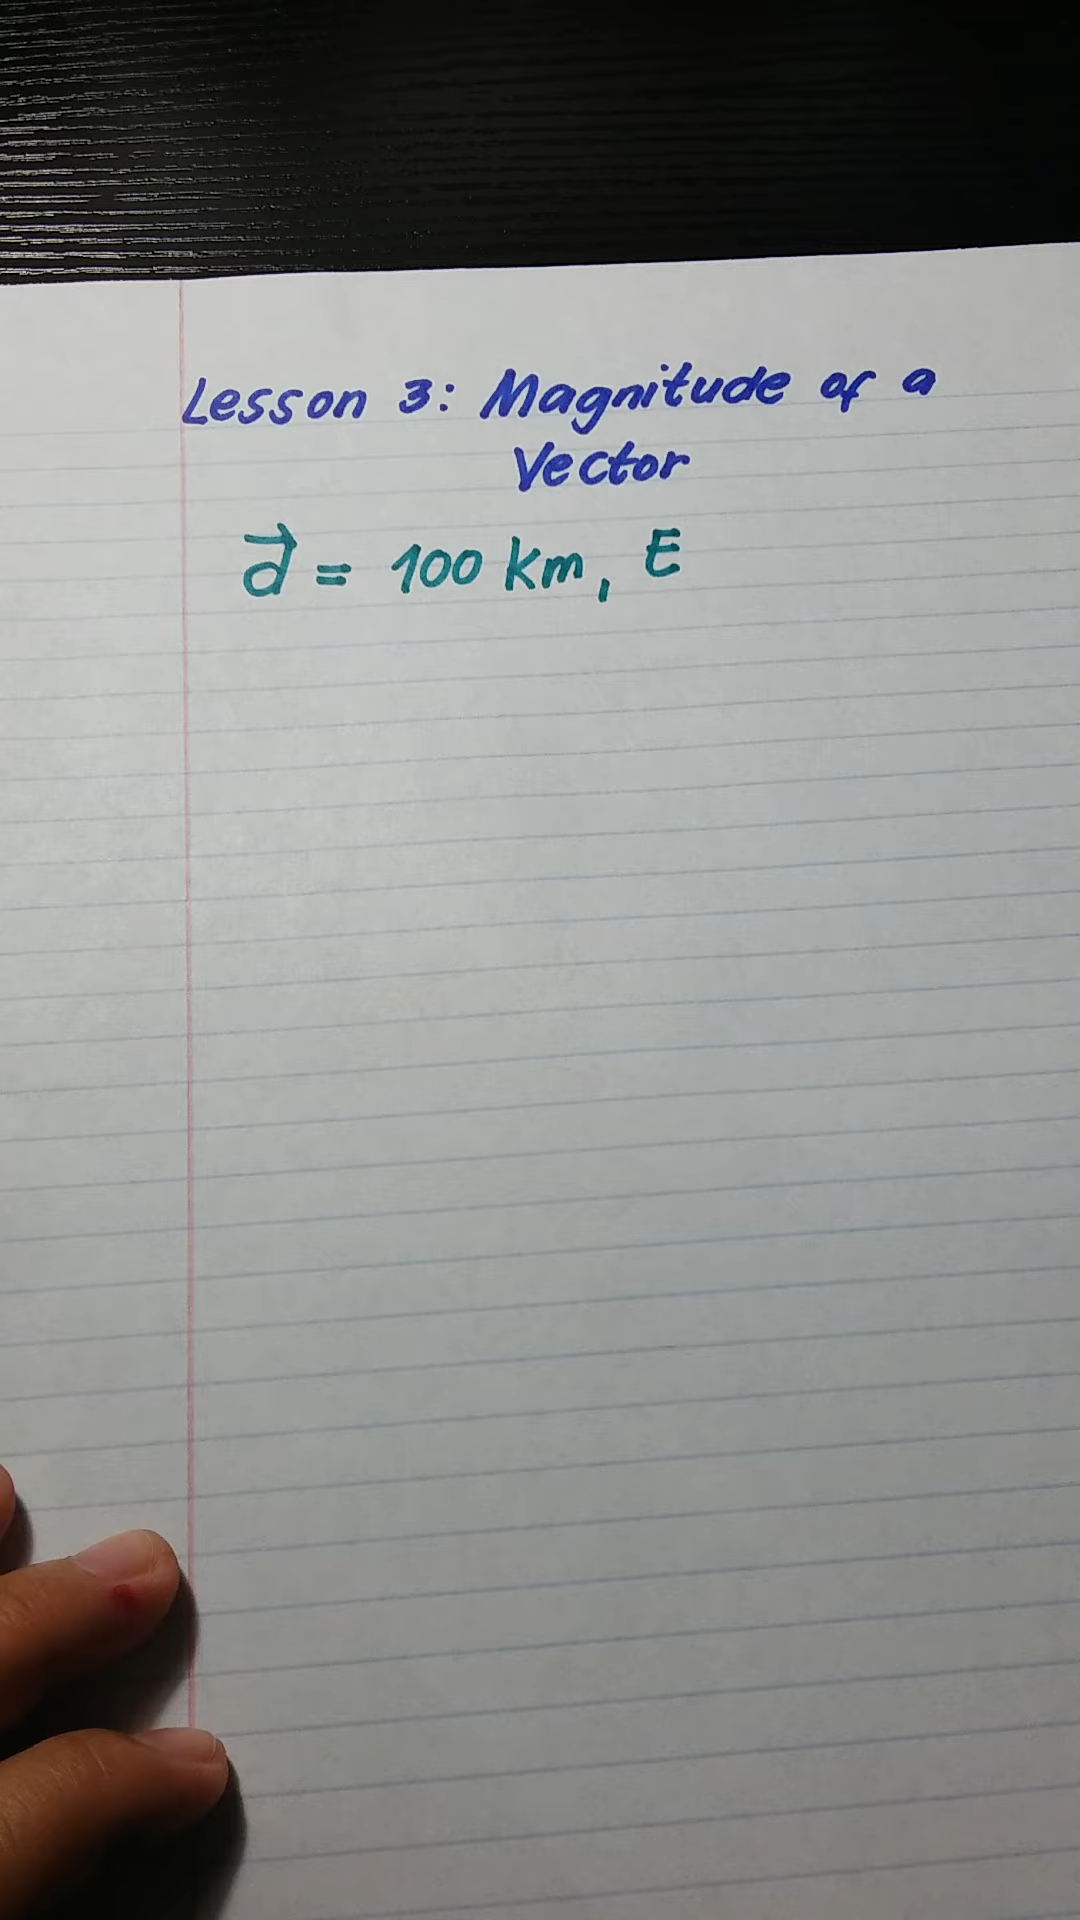 Lesson 3: Magnitude of a
Vector
d⃗ = 100 km, E